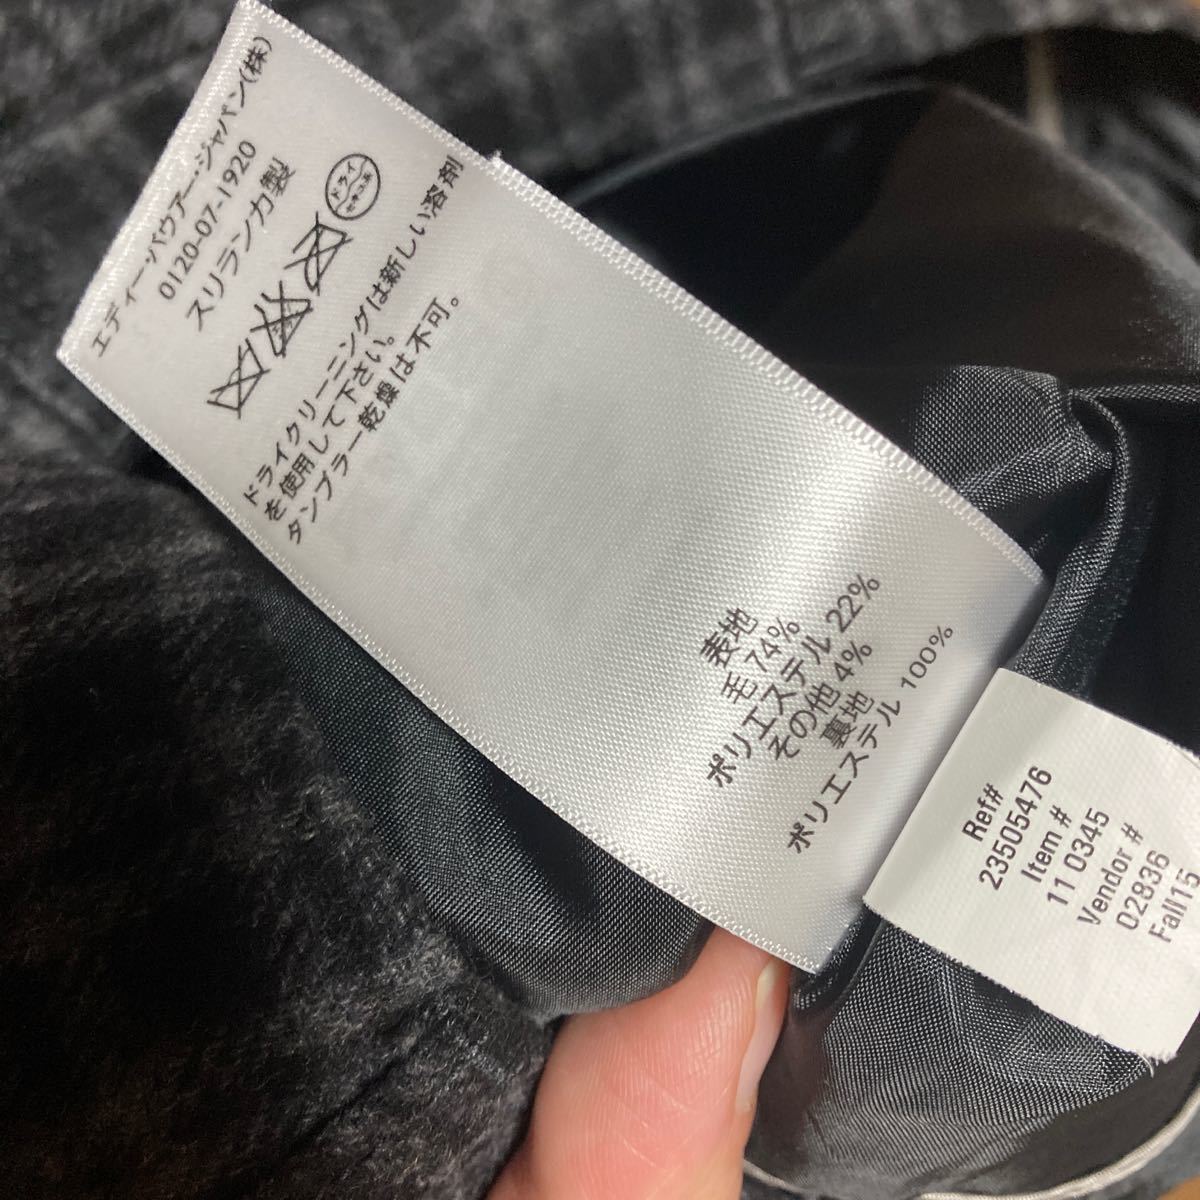 エディー・バウアー・ジャパン(株)
0120-07-1920
スリランカ製
ドライ
ドライクリーニングは新しい溶剤
を使用して下さい。
タンブラー乾燥は不可。
表地
毛 74%
ポリエステル 22%
その他 4%
裏地
ポリエステル 100%
Ref#
23505476
Item #
11 0345
Vendor #
02836
Fall15